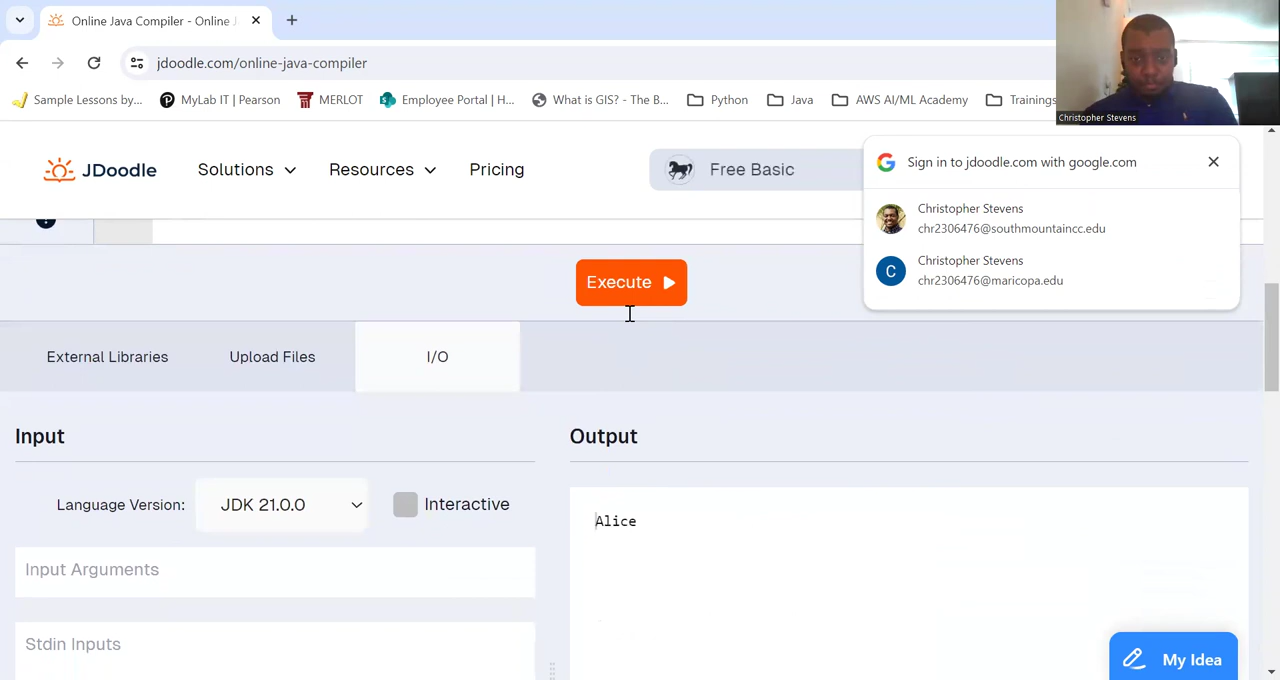 Online Java Compiler - Online J
jdoodle.com/online-java-compiler
Sample Lessons by...
MyLab IT | Pearson
MERLOT
Employee Portal | H...
What is GIS? - The B...
Python
Java
AWS AI/ML Academy
Trainings
Christopher Stevens
JDoodle
Solutions
Resources
Pricing
Free Basic
Sign in to jdoodle.com with google.com
Christopher Stevens
chr2306476@southmountaincc.edu
C
Christopher Stevens
chr2306476@maricopa.edu
Execute
External Libraries
Upload Files
I/O
Input
Output
Language Version:
JDK 21.0.0
Interactive
Alice
Input Arguments
Stdin Inputs
My Idea